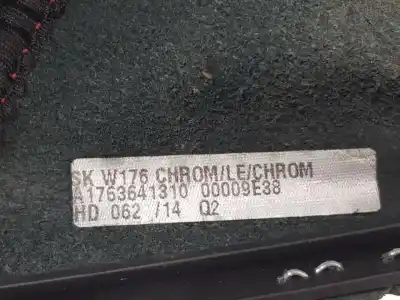 SK W176 CHROM/LE/CHROM
A1763641310 00009E38
HD 062 /14 Q2